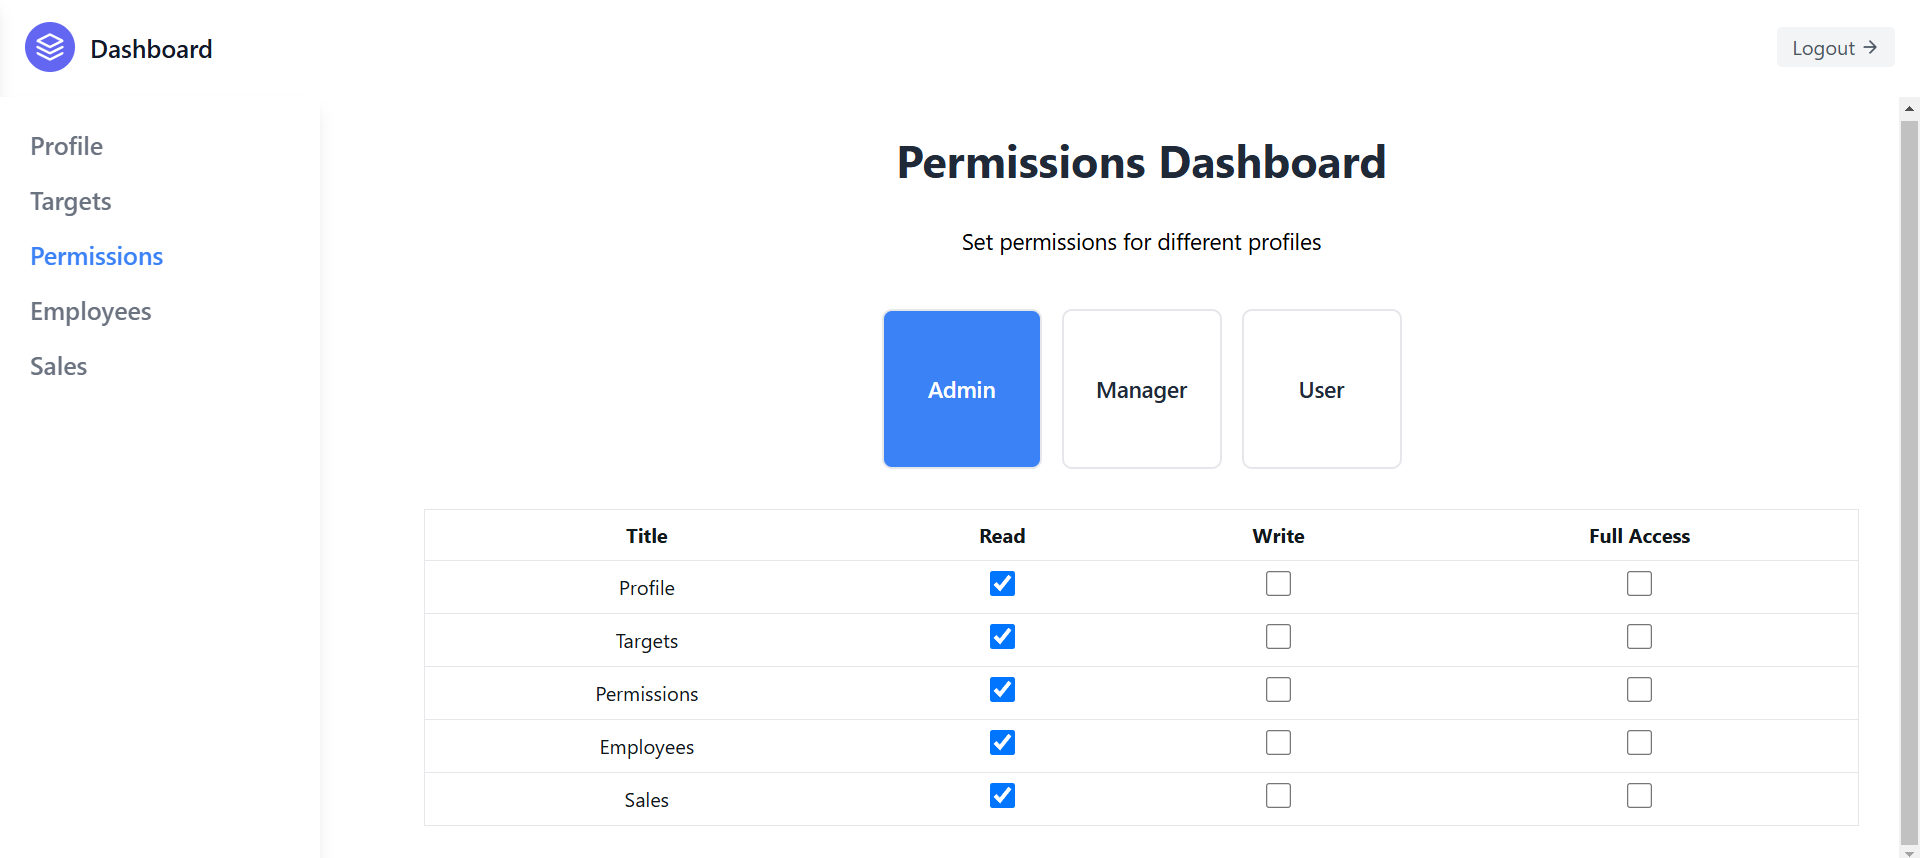 Dashboard
Logout
Profile
Targets
Permissions
Employees
Sales
Permissions Dashboard
Set permissions for different profiles
Admin Manager User
Title Read Write Full Access
Profile
Targets
Permissions
Employees
Sales